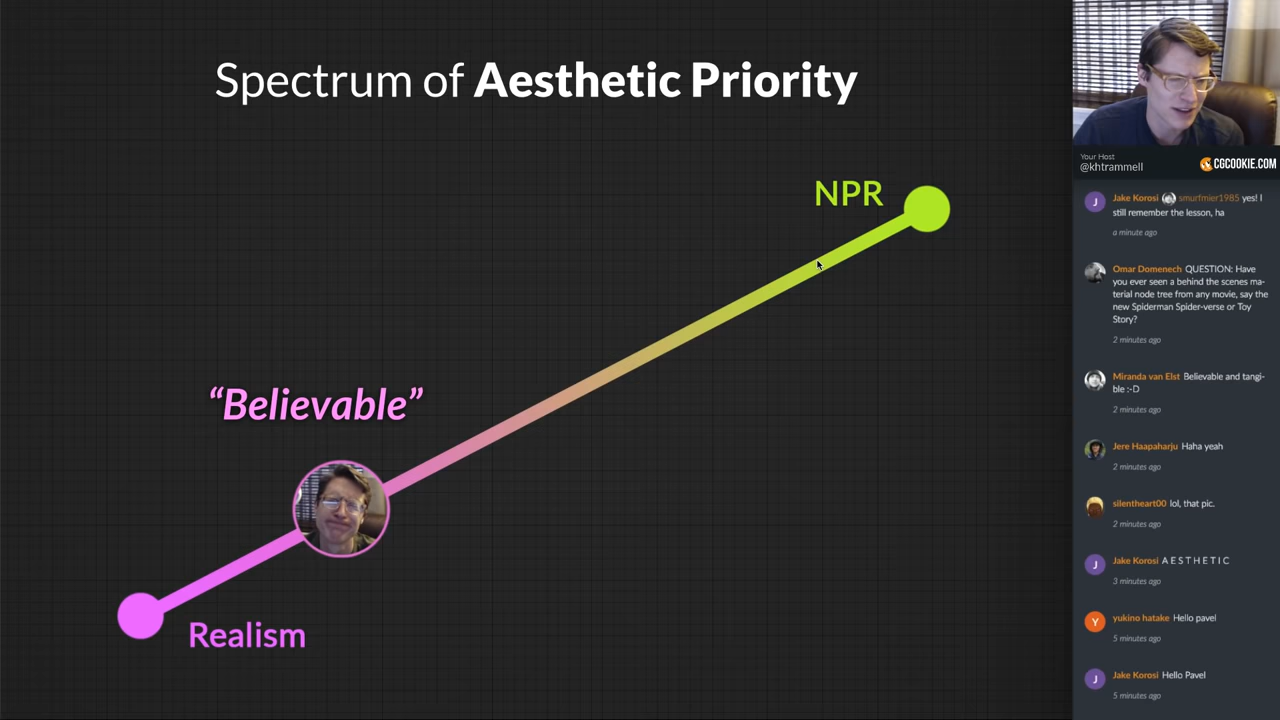 Spectrum of Aesthetic Priority
NPR
“Believable”
Realism
Your Host
@khtrammell
CGCOOKIE.COM
J
Jake Korosi smurfmier1985 yes! I
still remember the lesson, ha
a minute ago
Omar Domenech QUESTION: Have
you ever seen a behind the scenes ma-
terial node tree from any movie, say the
new Spiderman Spider-verse or Toy
Story?
2 minutes ago
Miranda van Elst Believable and tangi-
ble :-D
2 minutes ago
Jere Haapaharju Haha yeah
2 minutes ago
silentheart00 lol, that pic.
2 minutes ago
J
Jake Korosi A E S T H E T I C
3 minutes ago
Y
yukino hatake Hello pavel
5 minutes ago
J
Jake Korosi Hello Pavel
5 minutes ago